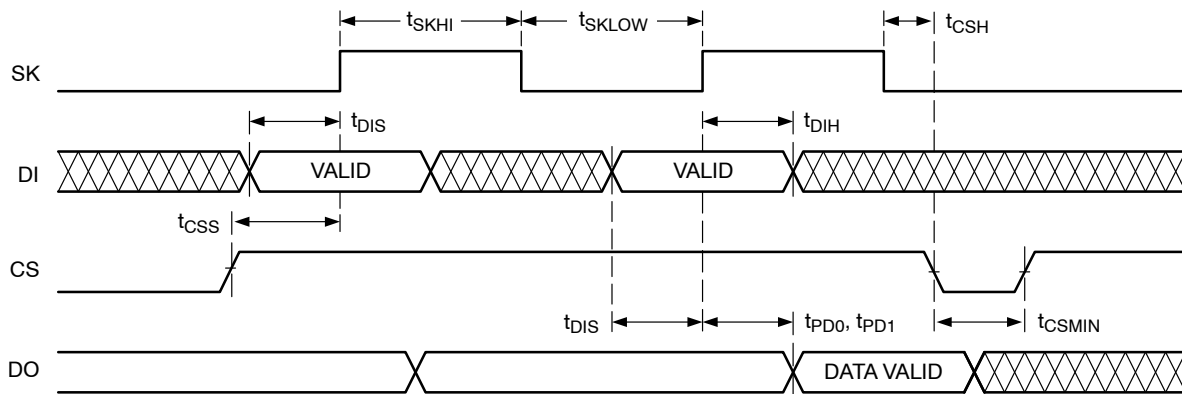 tSKHI tSKLOW tCSH
SK
tDIS tDIH
DI VALID VALID
tCSS
CS
tDIS tPD0, tPD1 tCSMIN
DO DATA VALID